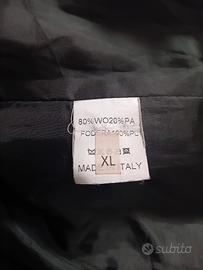 80%WO20%PA
FODERA100%PL
XL
MADE IN ITALY
subito